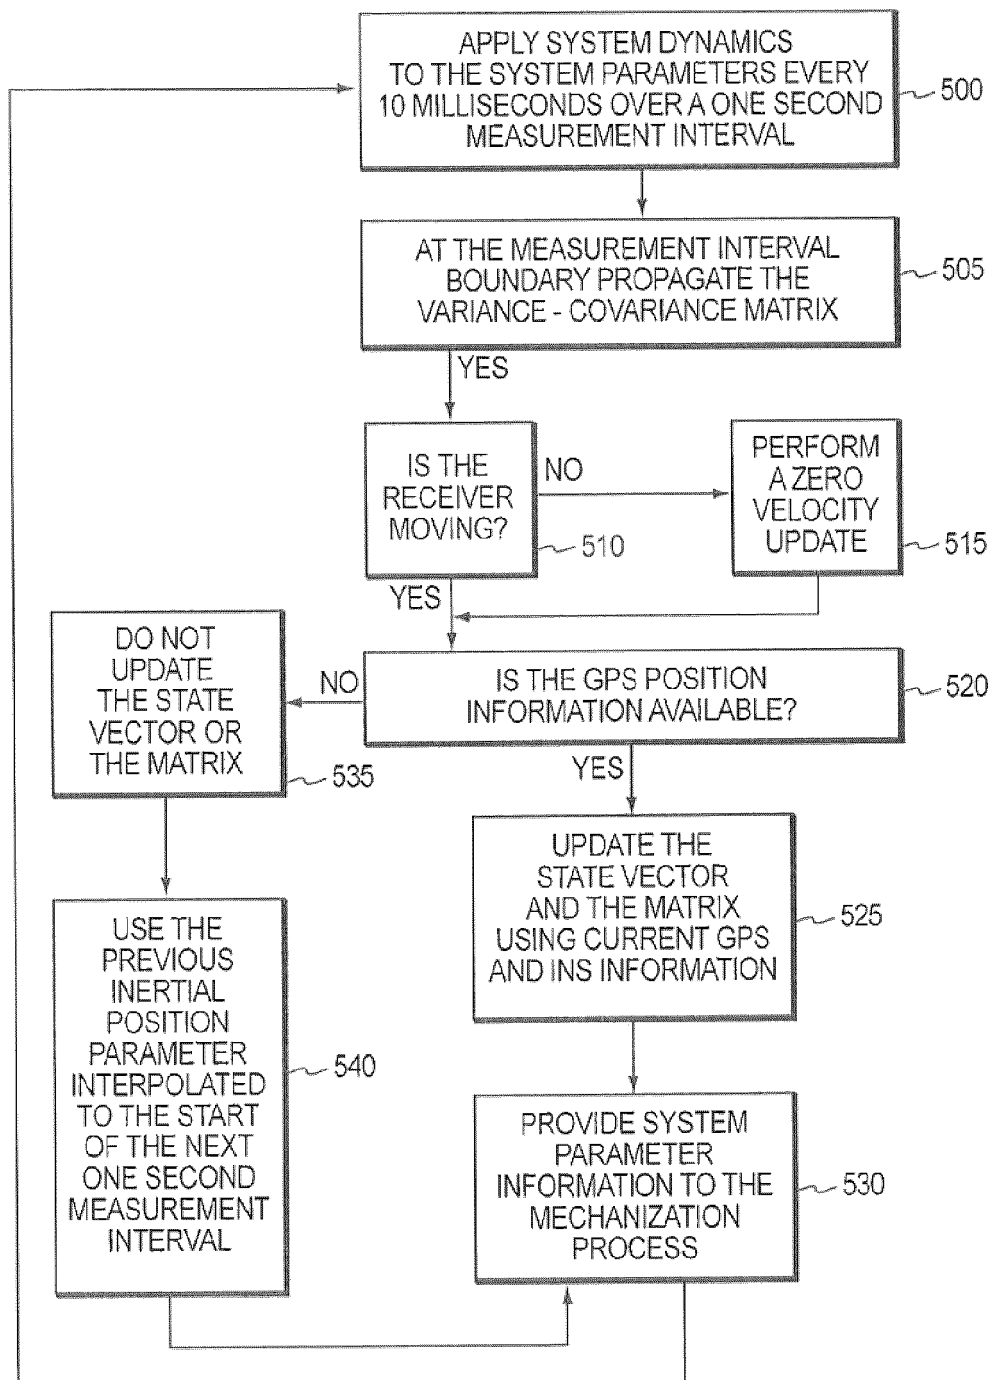 APPLY SYSTEM DYNAMICS
TO THE SYSTEM PARAMETERS EVERY
10 MILLISECONDS OVER A ONE SECOND
MEASUREMENT INTERVAL
500
AT THE MEASUREMENT INTERVAL
BOUNDARY PROPAGATE THE
VARIANCE - COVARIANCE MATRIX
505
YES
IS THE
RECEIVER
MOVING?
510
NO
PERFORM
A ZERO
VELOCITY
UPDATE
515
YES
IS THE GPS POSITION
INFORMATION AVAILABLE?
520
NO
DO NOT
UPDATE
THE STATE
VECTOR OR
THE MATRIX
535
YES
UPDATE THE
STATE VECTOR
AND THE MATRIX
USING CURRENT GPS
AND INS INFORMATION
525
USE THE
PREVIOUS
INERTIAL
POSITION
PARAMETER
INTERPOLATED
TO THE START
OF THE NEXT
ONE SECOND
MEASUREMENT
INTERVAL
540
PROVIDE SYSTEM
PARAMETER
INFORMATION TO THE
MECHANIZATION
PROCESS
530